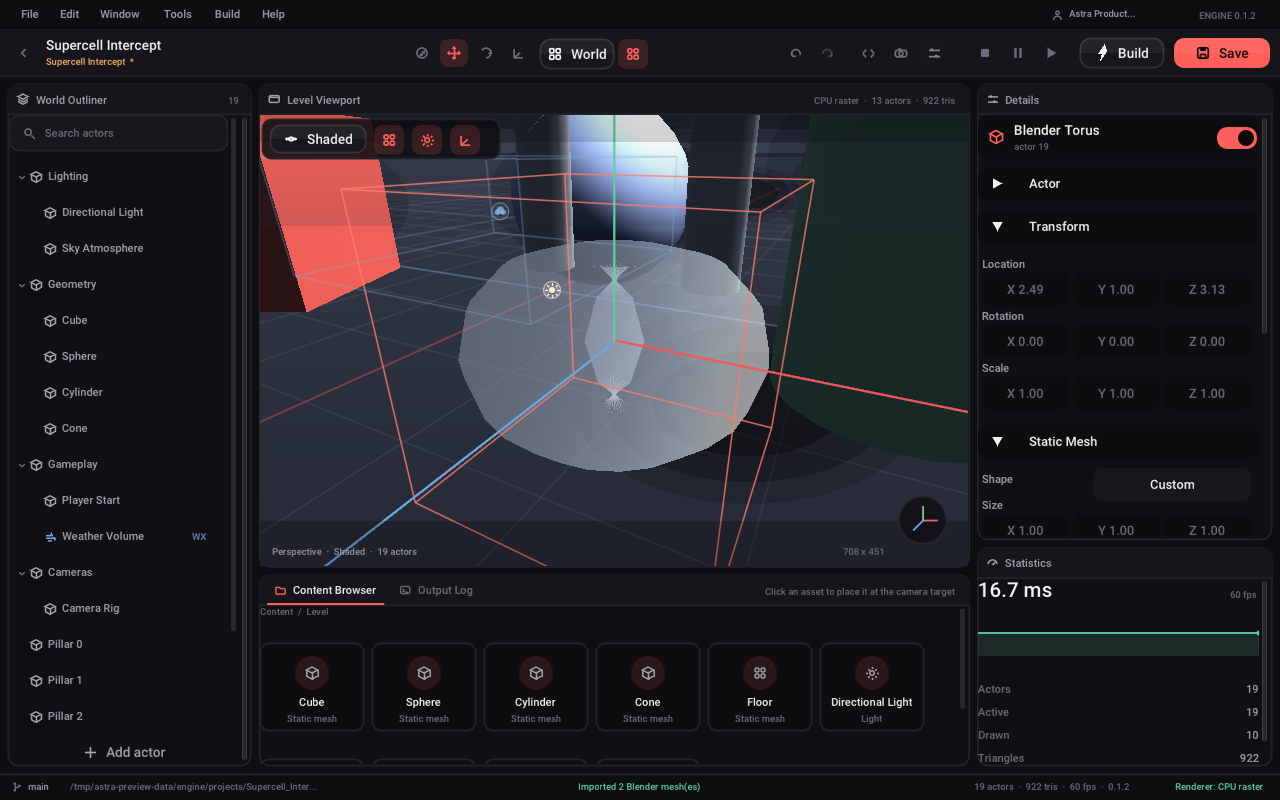 File Edit Window Tools Build Help
Astra Product...
ENGINE 0.1.2
Supercell Intercept
Supercell Intercept *
World
Build
Save
World Outliner 19
Search actors
Lighting
Directional Light
Sky Atmosphere
Geometry
Cube
Sphere
Cylinder
Cone
Gameplay
Player Start
Weather Volume WX
Cameras
Camera Rig
Pillar 0
Pillar 1
Pillar 2
Add actor
Level Viewport
CPU raster · 13 actors · 922 tris
Shaded
Perspective · Shaded · 19 actors
708 x 451
Content Browser
Output Log
Click an asset to place it at the camera target
Content / Level
Cube
Static mesh
Sphere
Static mesh
Cylinder
Static mesh
Cone
Static mesh
Floor
Static mesh
Directional Light
Light
Details
Blender Torus
actor 19
Actor
Transform
Location
X 2.49 Y 1.00 Z 3.13
Rotation
X 0.00 Y 0.00 Z 0.00
Scale
X 1.00 Y 1.00 Z 1.00
Static Mesh
Shape Custom
Size
X 1.00 Y 1.00 Z 1.00
Statistics
16.7 ms 60 fps
Actors 19
Active 19
Drawn 10
Triangles 922
main
/tmp/astra-preview-data/engine/projects/Supercell_Inter...
Imported 2 Blender mesh(es)
19 actors · 922 tris · 60 fps · 0.1.2
Renderer: CPU raster